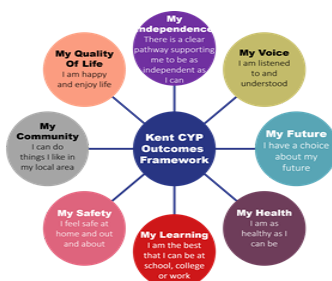 My
Independence
There is a clear
pathway supporting
me to be as
independent as
I can
My Voice
I am listened
to and
understood
My Future
I have a choice
about my
future
My Health
I am as
healthy as I
can be
My Learning
I am the best
that I can be at
school, college
or work
My Safety
I feel safe at
home and out
and about
My
Community
I can do
things I like in
my local area
My Quality
Of Life
I am happy
and enjoy life
Kent CYP
Outcomes
Framework